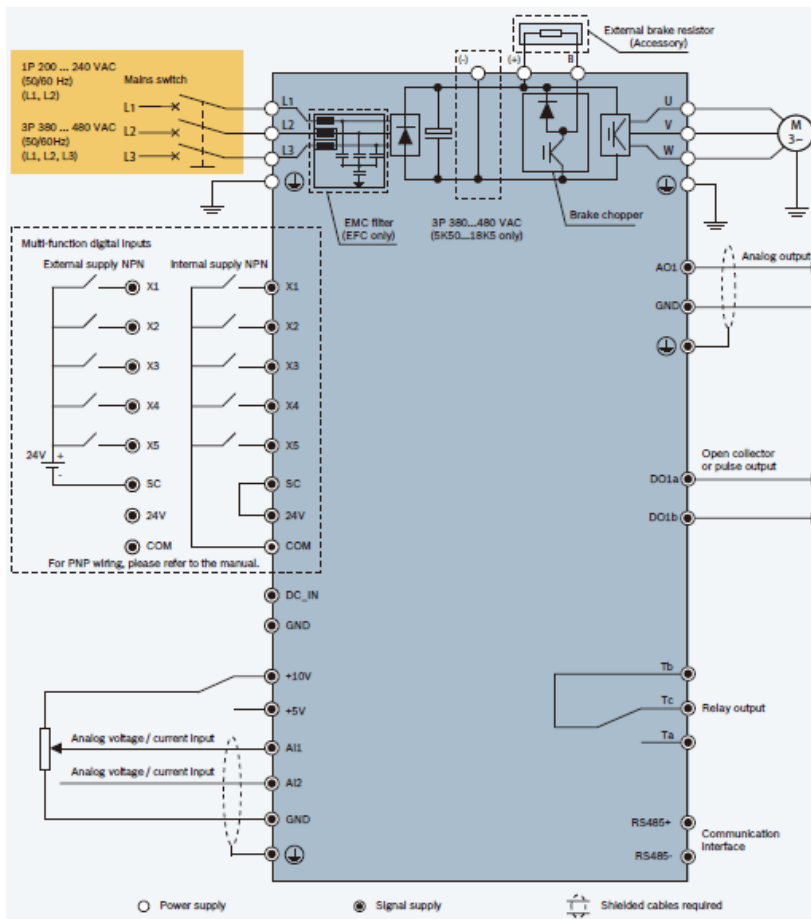 External brake resistor
(Accessory)
1P 200 ... 240 VAC
(50/60 Hz)
(L1, L2)
Mains switch
3P 380 ... 480 VAC
(50/60Hz)
(L1, L2, L3)
L1
L2
L3
L1
L2
L3
(-)
(+)
B
U
V
W
M
3~
EMC filter
(EFC only)
3P 380...480 VAC
(5K50...18K5 only)
Brake chopper
Multi-function digital inputs
External supply NPN
Internal supply NPN
X1
X2
X3
X4
X5
24V
+
-
SC
24V
COM
X1
X2
X3
X4
X5
SC
24V
COM
For PNP wiring, please refer to the manual.
AO1
Analog output
GND
Open collector
or pulse output
DO1a
DO1b
DC_IN
GND
+10V
+5V
Analog voltage / current input
AI1
Analog voltage / current input
AI2
GND
Tb
Tc
Relay output
Ta
RS485+
Communication
interface
RS485-
Power supply
Signal supply
Shielded cables required